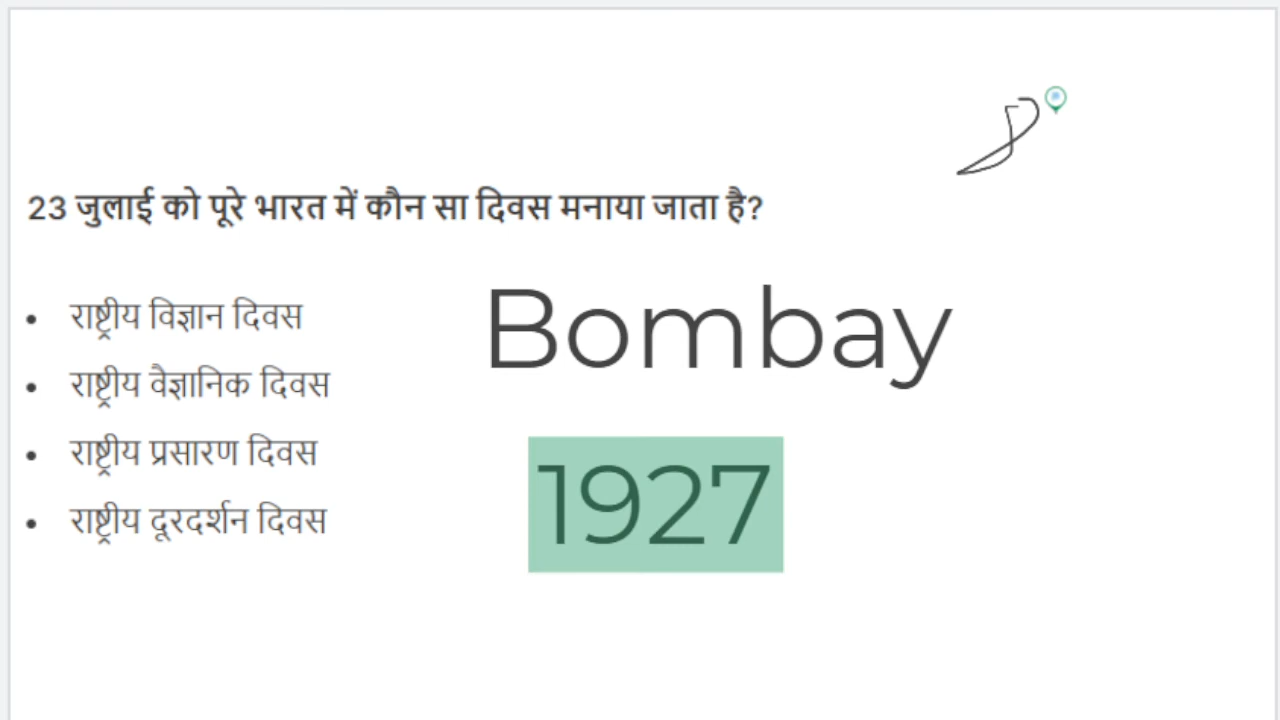 23 जुलाई को पूरे भारत में कौन सा दिवस मनाया जाता है?
• राष्ट्रीय विज्ञान दिवस
• राष्ट्रीय वैज्ञानिक दिवस
• राष्ट्रीय प्रसारण दिवस
• राष्ट्रीय दूरदर्शन दिवस
Bombay
1927